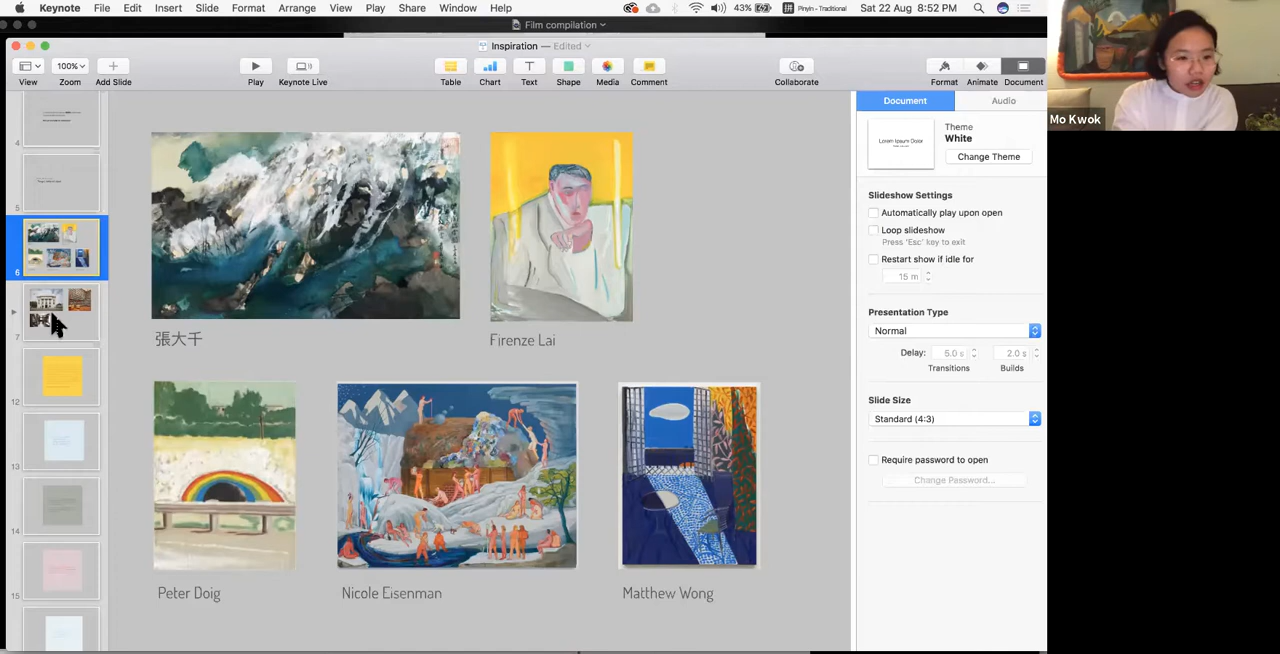 Keynote File Edit Insert Slide Format Arrange View Play Share Window Help 43% Pinyin - Traditional Sat 22 Aug 8:52 PM
Film compilation
Inspiration — Edited
View 100% Zoom Add Slide Play Keynote Live Table Chart Text Shape Media Comment Collaborate Format Animate Document
Document Audio
Lorem Ipsum Dolor
Theme
White
Change Theme
Slideshow Settings
Automatically play upon open
Loop slideshow
Press 'Esc' key to exit
Restart show if idle for
15 m
Presentation Type
Normal
Delay: 5.0 s 2.0 s
Transitions Builds
Slide Size
Standard (4:3)
Require password to open
Change Password...
4
5
6
7
12
13
14
15
張大千
Firenze Lai
Peter Doig
Nicole Eisenman
Matthew Wong
Mo Kwok